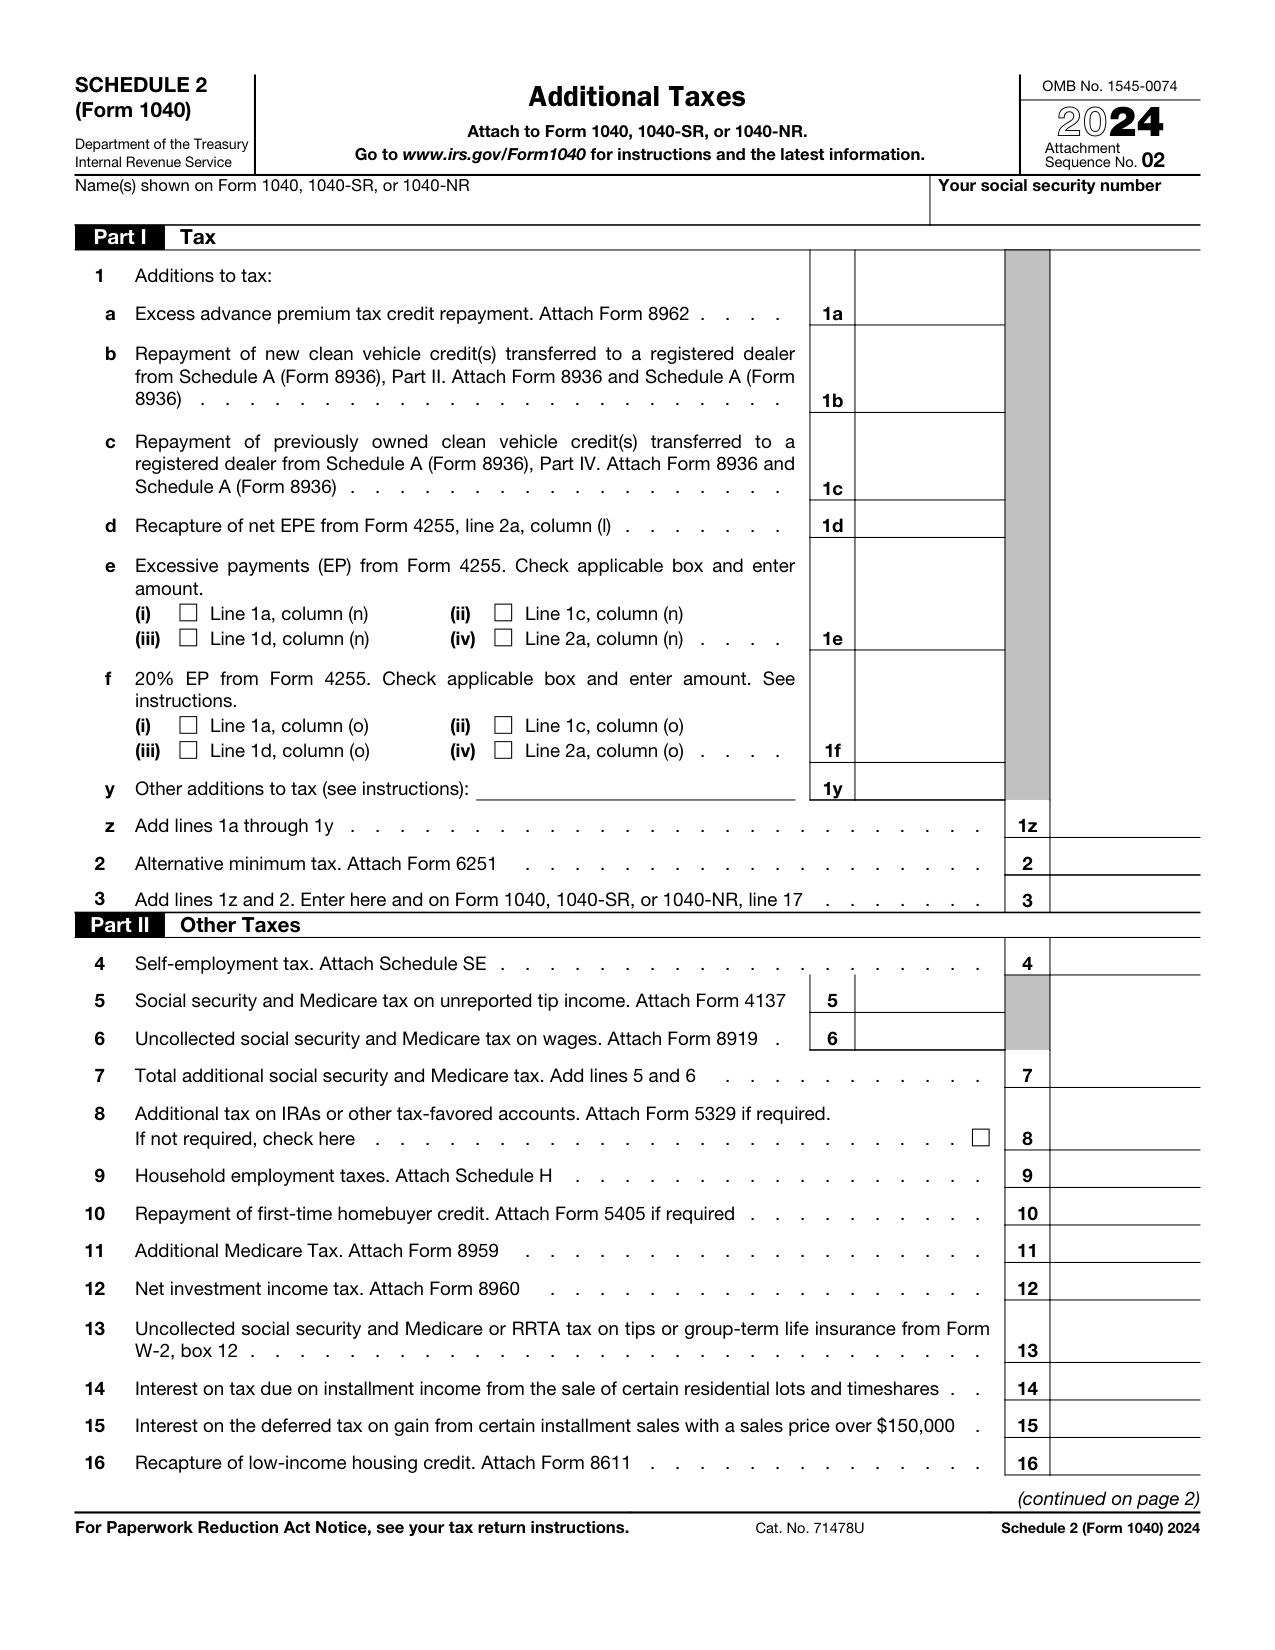 SCHEDULE 2
(Form 1040)
Department of the Treasury
Internal Revenue Service
Additional Taxes
Attach to Form 1040, 1040-SR, or 1040-NR.
Go to www.irs.gov/Form1040 for instructions and the latest information.
OMB No. 1545-0074
2024
Attachment
Sequence No. 02
Name(s) shown on Form 1040, 1040-SR, or 1040-NR
Your social security number
Part I Tax
1 Additions to tax:
a Excess advance premium tax credit repayment. Attach Form 8962 . . . . 1a
b Repayment of new clean vehicle credit(s) transferred to a registered dealer
from Schedule A (Form 8936), Part II. Attach Form 8936 and Schedule A (Form
8936) . . . . . . . . . . . . . . . . . . . . . . . . 1b
c Repayment of previously owned clean vehicle credit(s) transferred to a
registered dealer from Schedule A (Form 8936), Part IV. Attach Form 8936 and
Schedule A (Form 8936) . . . . . . . . . . . . . . . . . . 1c
d Recapture of net EPE from Form 4255, line 2a, column (l) . . . . . . . 1d
e Excessive payments (EP) from Form 4255. Check applicable box and enter
amount.
(i) ☐ Line 1a, column (n) (ii) ☐ Line 1c, column (n)
(iii) ☐ Line 1d, column (n) (iv) ☐ Line 2a, column (n) . . . . 1e
f 20% EP from Form 4255. Check applicable box and enter amount. See
instructions.
(i) ☐ Line 1a, column (o) (ii) ☐ Line 1c, column (o)
(iii) ☐ Line 1d, column (o) (iv) ☐ Line 2a, column (o) . . . . 1f
y Other additions to tax (see instructions): 1y
z Add lines 1a through 1y . . . . . . . . . . . . . . . . . . . . . . . . . . 1z
2 Alternative minimum tax. Attach Form 6251 . . . . . . . . . . . . . . . . . . . 2
3 Add lines 1z and 2. Enter here and on Form 1040, 1040-SR, or 1040-NR, line 17 . . . . . . . 3
Part II Other Taxes
4 Self-employment tax. Attach Schedule SE . . . . . . . . . . . . . . . . . . . . 4
5 Social security and Medicare tax on unreported tip income. Attach Form 4137 5
6 Uncollected social security and Medicare tax on wages. Attach Form 8919 . 6
7 Total additional social security and Medicare tax. Add lines 5 and 6 . . . . . . . . . . . 7
8 Additional tax on IRAs or other tax-favored accounts. Attach Form 5329 if required.
If not required, check here . . . . . . . . . . . . . . . . . . . . . . . . ☐ 8
9 Household employment taxes. Attach Schedule H . . . . . . . . . . . . . . . . . 9
10 Repayment of first-time homebuyer credit. Attach Form 5405 if required . . . . . . . . . . 10
11 Additional Medicare Tax. Attach Form 8959 . . . . . . . . . . . . . . . . . . . 11
12 Net investment income tax. Attach Form 8960 . . . . . . . . . . . . . . . . . . 12
13 Uncollected social security and Medicare or RRTA tax on tips or group-term life insurance from Form
W-2, box 12 . . . . . . . . . . . . . . . . . . . . . . . . . . . . . . 13
14 Interest on tax due on installment income from the sale of certain residential lots and timeshares . . 14
15 Interest on the deferred tax on gain from certain installment sales with a sales price over $150,000 . 15
16 Recapture of low-income housing credit. Attach Form 8611 . . . . . . . . . . . . . . 16
(continued on page 2)
For Paperwork Reduction Act Notice, see your tax return instructions. Cat. No. 71478U Schedule 2 (Form 1040) 2024